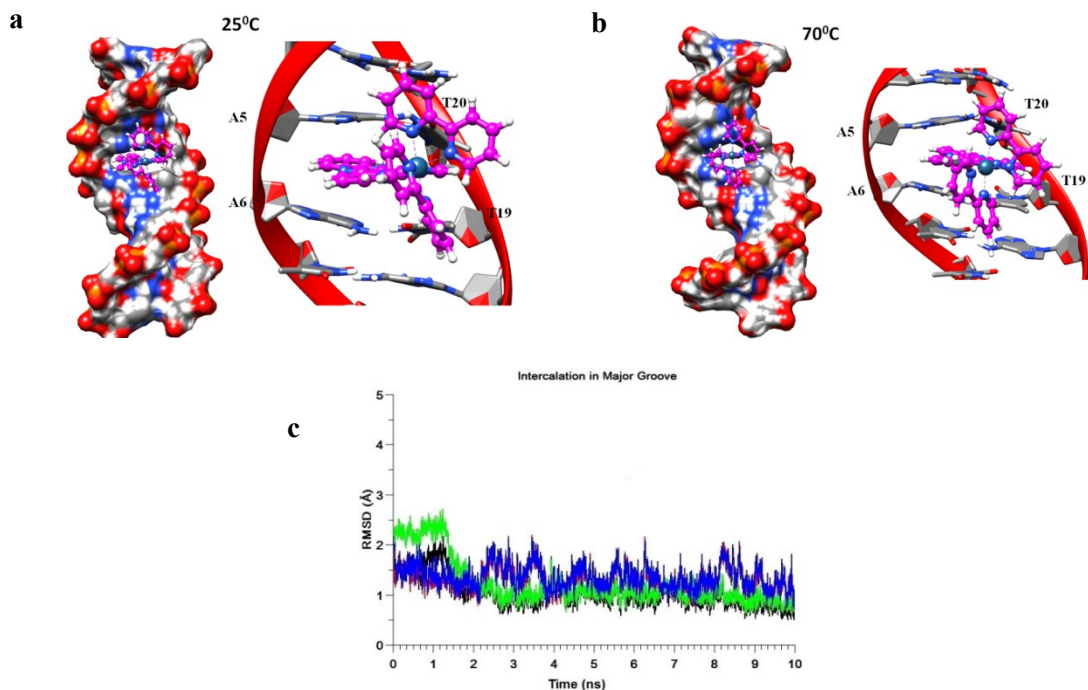 a
25⁰C
A5
T20
A6
T19
b
70⁰C
A5
T20
T19
A6
c
Intercalation in Major Groove
RMSD (Å)
5
4
3
2
1
0
0 1 2 3 4 5 6 7 8 9 10
Time (ns)